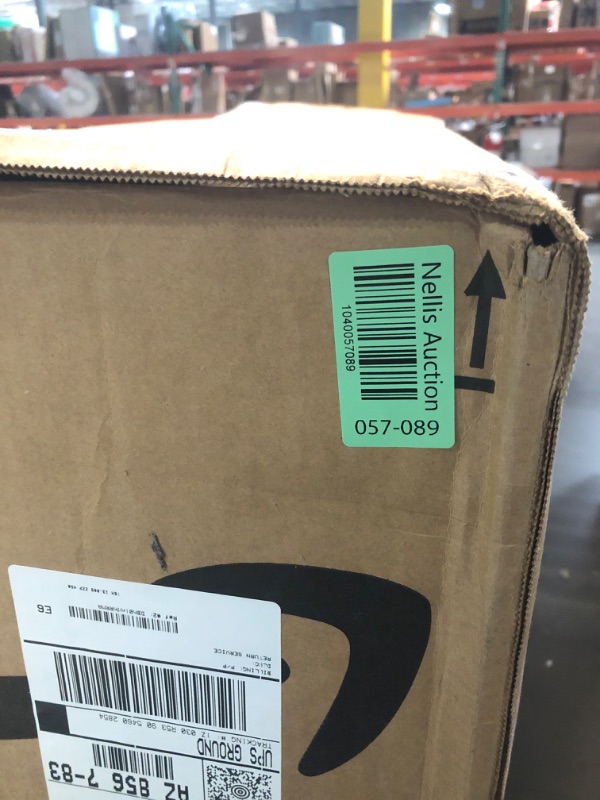 Nellis Auction
1040057089
057-089
AZ 856 7-83
UPS GROUND
TRACKING #: 1Z 030 R53 90 5460 2854
BILLING: P/P
RETURN SERVICE
E6